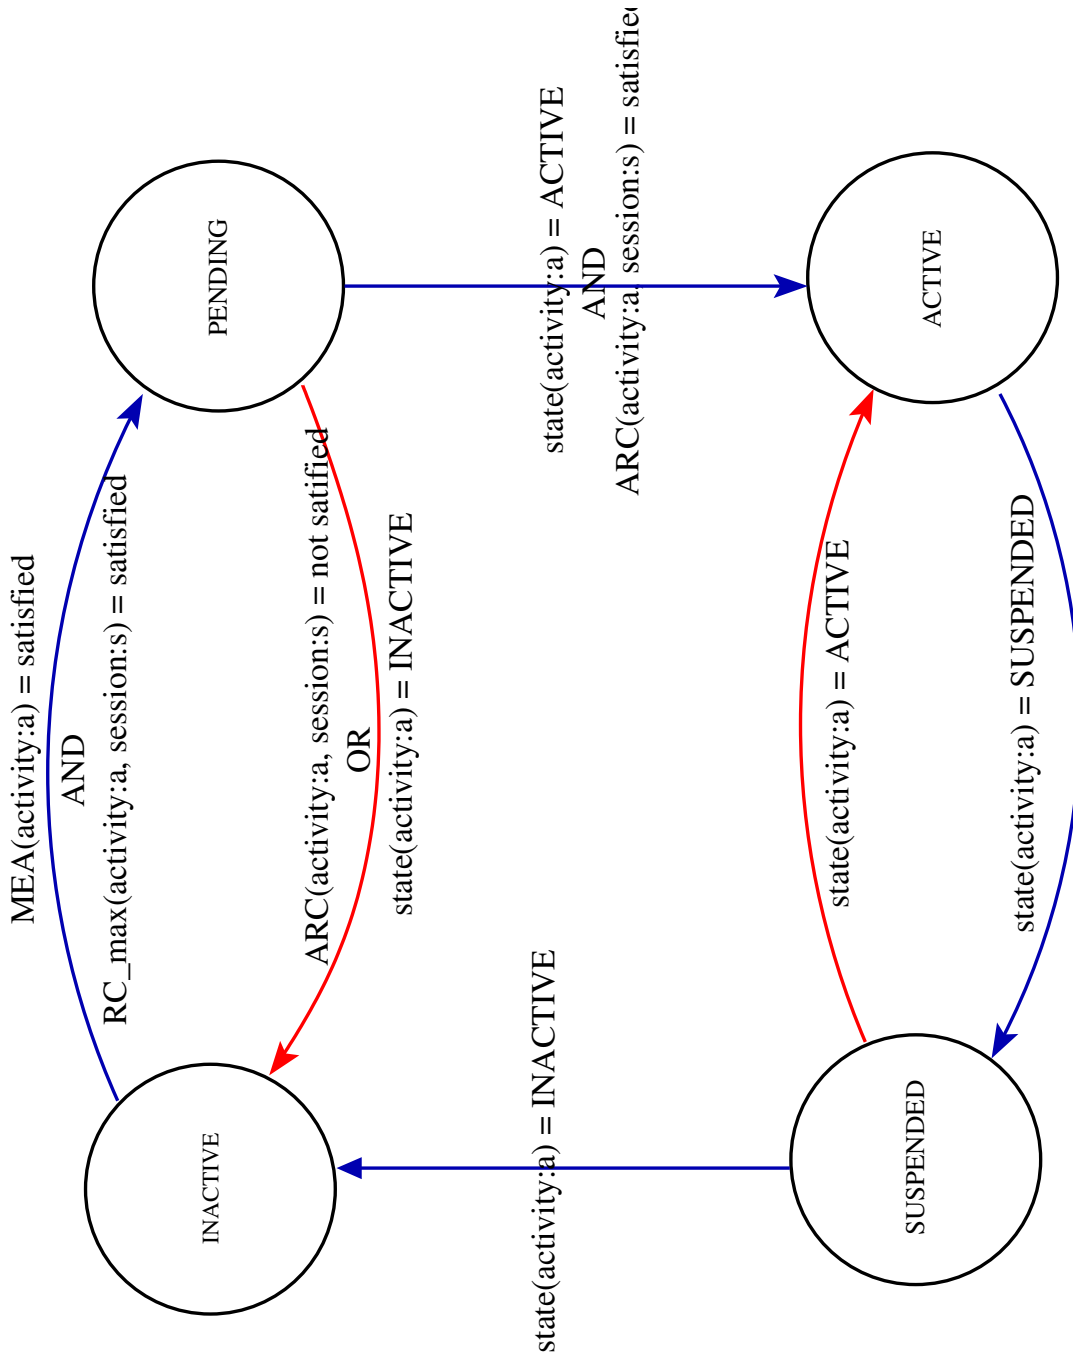 MEA(activity:a) = satisfied
AND
RC_max(activity:a, session:s) = satisfied
INACTIVE
PENDING
ARC(activity:a, session:s) = not satified
OR
state(activity:a) = INACTIVE
state(activity:a) = INACTIVE
state(activity:a) = ACTIVE
AND
ARC(activity:a, session:s) = satisfied
state(activity:a) = ACTIVE
SUSPENDED
ACTIVE
state(activity:a) = SUSPENDED